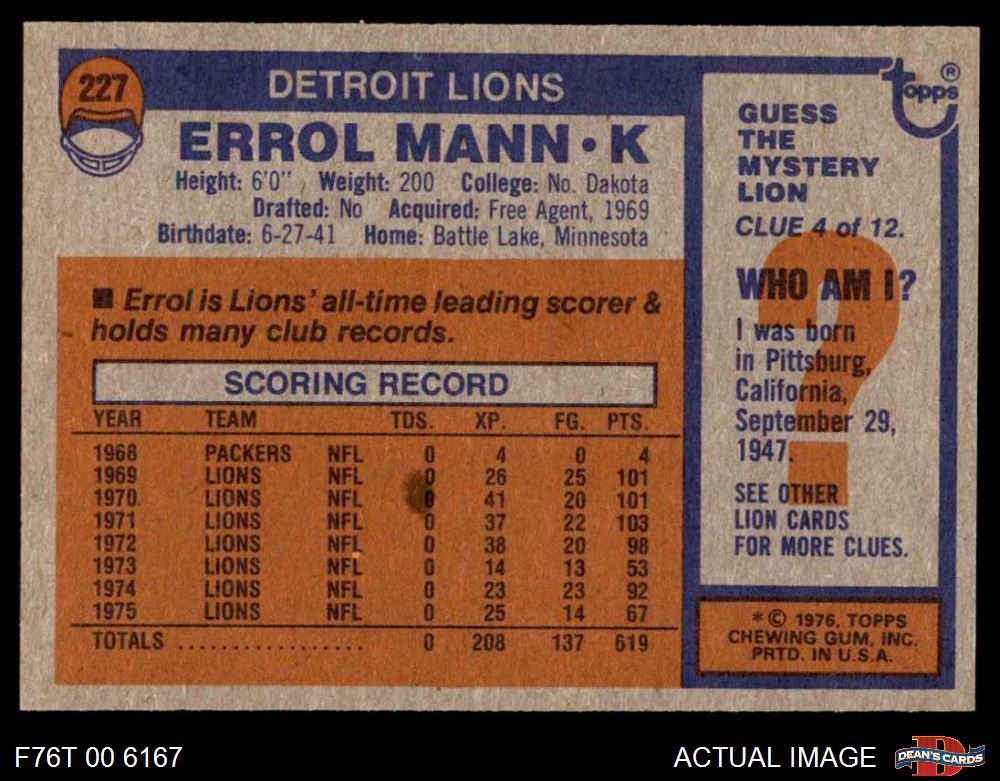 227
DETROIT LIONS
ERROL MANN • K
Height: 6'0" Weight: 200 College: No. Dakota
Drafted: No Acquired: Free Agent, 1969
Birthdate: 6-27-41 Home: Battle Lake, Minnesota
■ Errol is Lions' all-time leading scorer &
holds many club records.
SCORING RECORD
YEAR TEAM TDS. XP. FG. PTS.
1968 PACKERS NFL 0 4 0 4
1969 LIONS NFL 0 26 25 101
1970 LIONS NFL 0 41 20 101
1971 LIONS NFL 0 37 22 103
1972 LIONS NFL 0 38 20 98
1973 LIONS NFL 0 14 13 53
1974 LIONS NFL 0 23 23 92
1975 LIONS NFL 0 25 14 67
TOTALS .................. 0 208 137 619
topps ®
GUESS
THE
MYSTERY
LION
CLUE 4 of 12.
WHO AM I?
I was born
in Pittsburg,
California,
September 29,
1947.
SEE OTHER
LION CARDS
FOR MORE CLUES.
* © 1976, TOPPS
CHEWING GUM, INC.
PRTD. IN U.S.A.
F76T 00 6167
ACTUAL IMAGE
DEAN'S CARDS